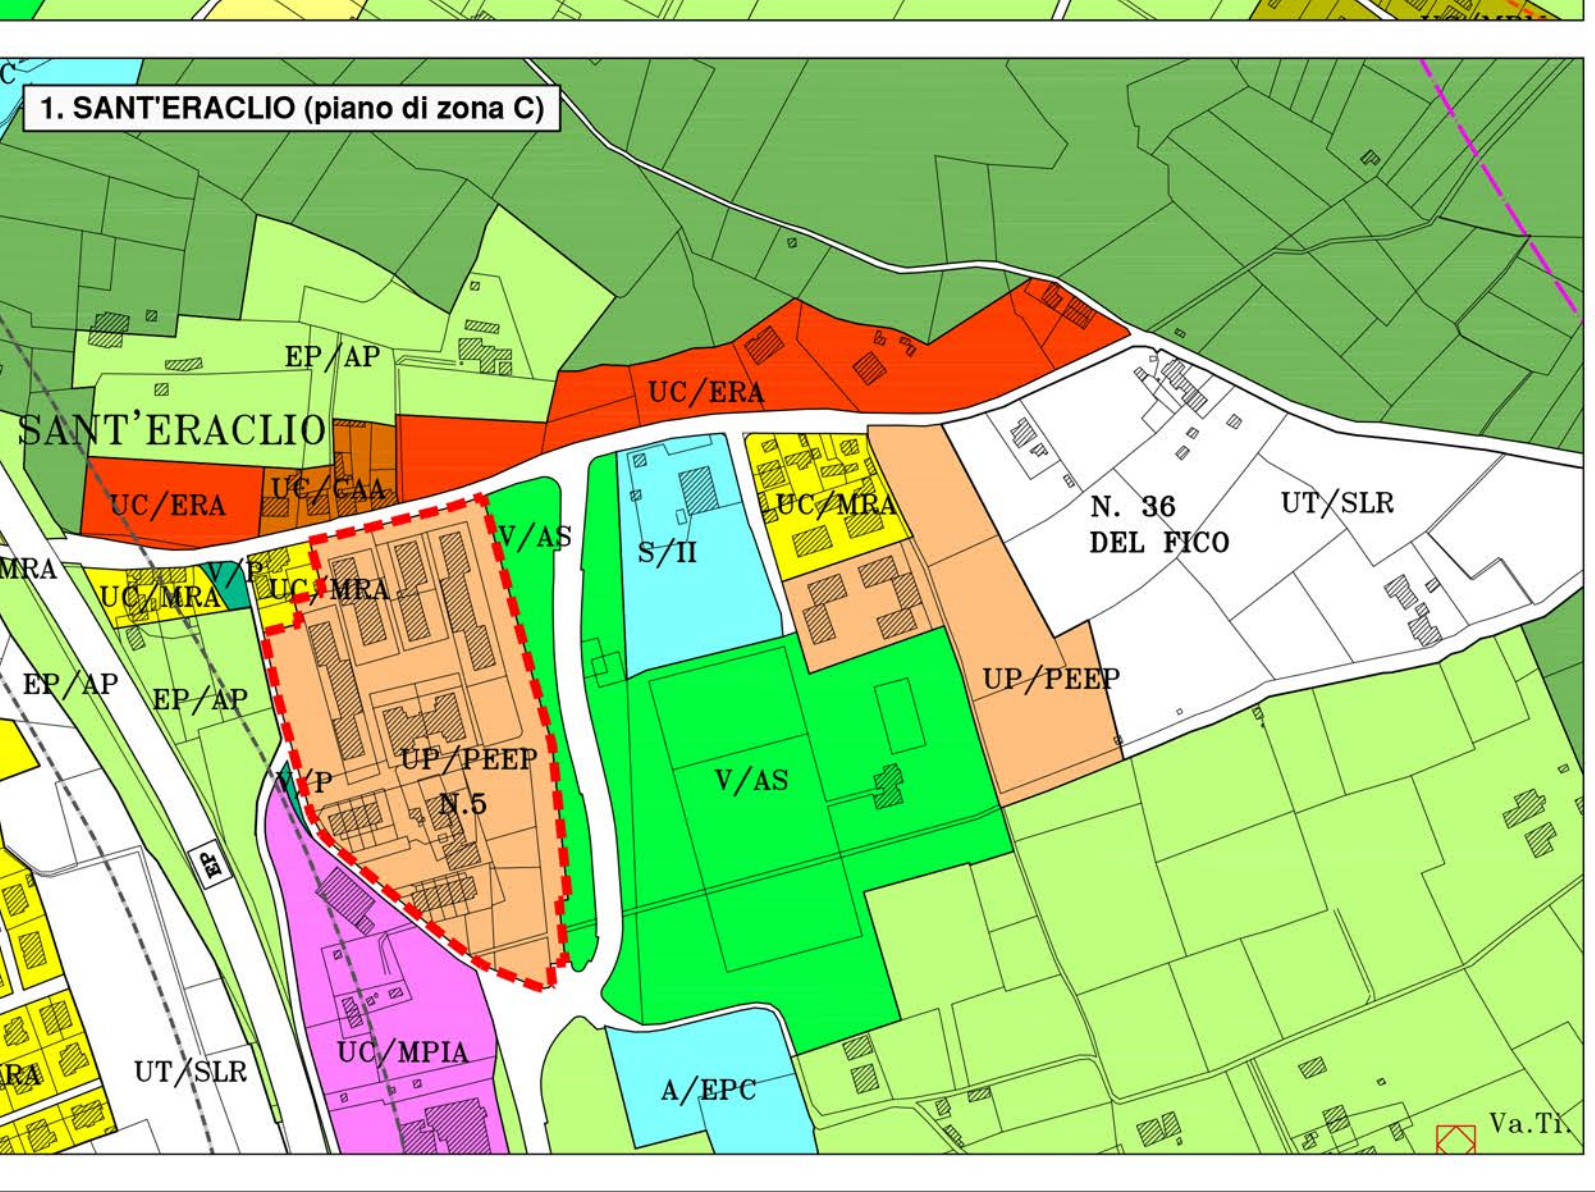 C
1. SANT'ERACLIO (piano di zona C)
EP/AP
UC/ERA
SANT'ERACLIO
UC/ERA
UC/CAA
UC/MRA
N. 36
DEL FICO
UT/SLR
V/AS
S/II
MRA
V/P
UC/MRA
UC/MRA
EP/AP
EP/AP
UP/PEEP
V/P
UP/PEEP
N.5
V/AS
EP
UC/MPIA
UT/SLR
RA
A/EPC
Va.Ti.